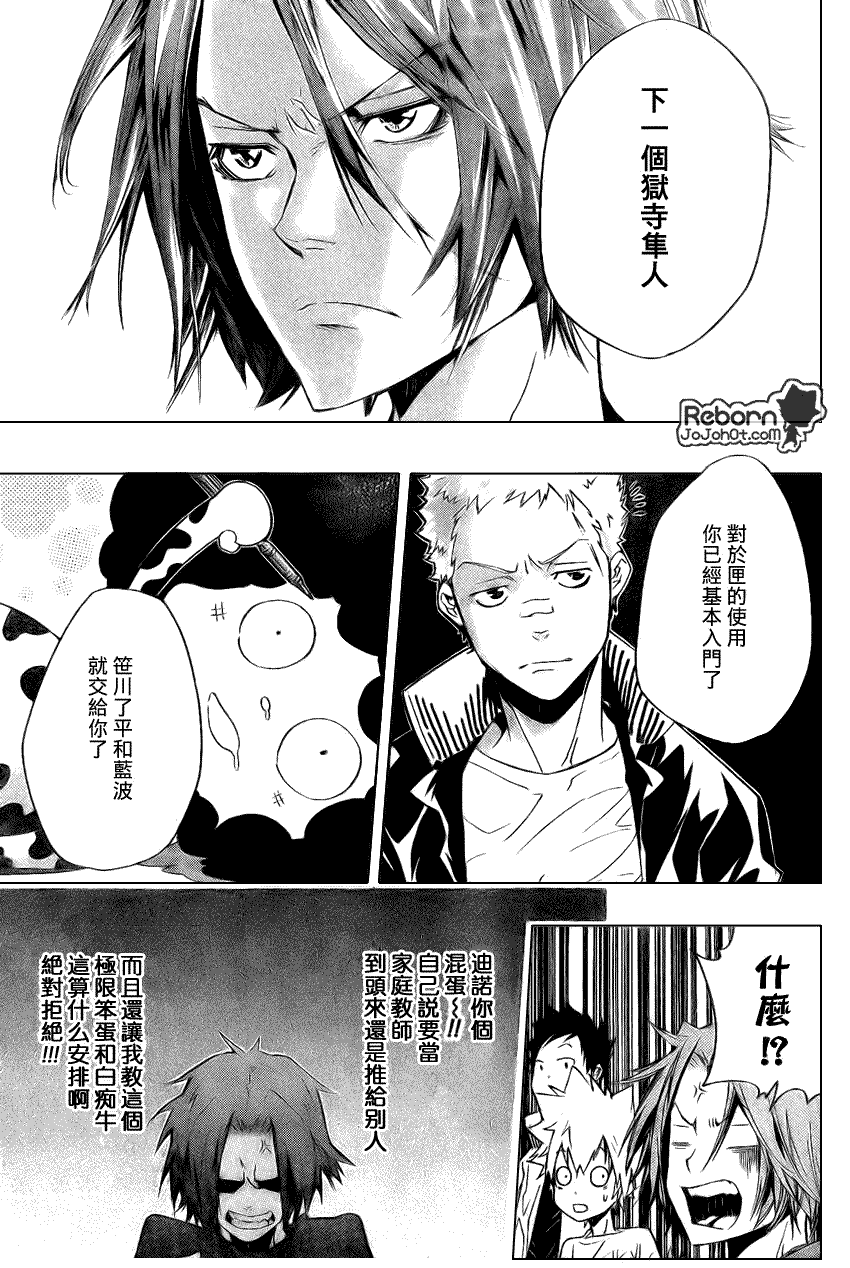 下一個獄寺隼人
Reborn
JoJoHot.com
對於匣的使用
你已經基本入門了
笹川了平和藍波
就交給你了
什麼!?
迪諾你個
混蛋～!!
自己說要當
家庭教師
到頭來還是推給別人
而且還讓我教這個
極限笨蛋和白痴牛
這算什么安排啊
絕對拒絕!!!